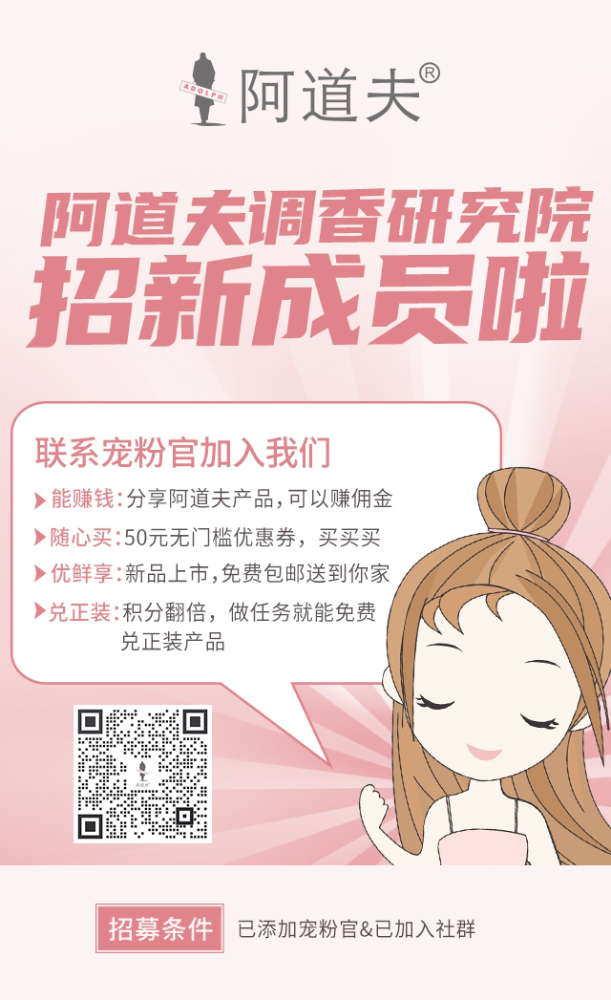 ADOLPH
阿道夫®
阿道夫调香研究院
招新成员啦
联系宠粉官加入我们
能赚钱:分享阿道夫产品,可以赚佣金
随心买:50元无门槛优惠券，买买买
优鲜享:新品上市,免费包邮送到你家
兑正装:积分翻倍，做任务就能免费
兑正装产品
阿道夫
招募条件 已添加宠粉官&已加入社群